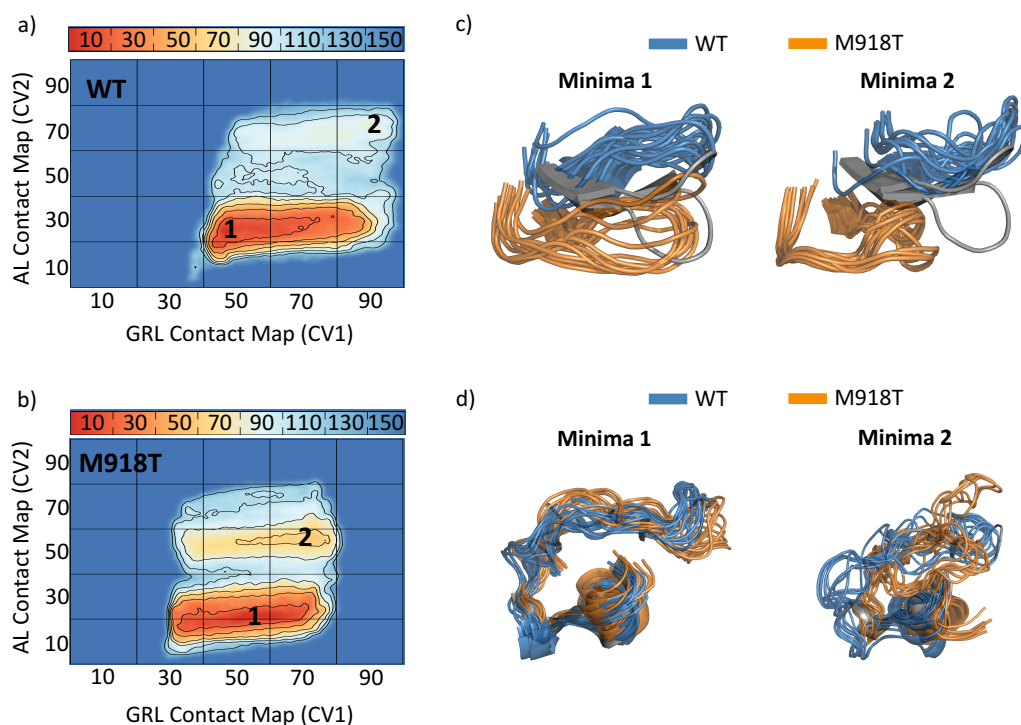 a)
10 30 50 70 90 110 130 150
WT
2
1
AL Contact Map (CV2)
90
70
50
30
10
10 30 50 70 90
GRL Contact Map (CV1)
b)
10 30 50 70 90 110 130 150
M918T
2
1
AL Contact Map (CV2)
90
70
50
30
10
10 30 50 70 90
GRL Contact Map (CV1)
c)
WT M918T
Minima 1 Minima 2
d)
WT M918T
Minima 1 Minima 2